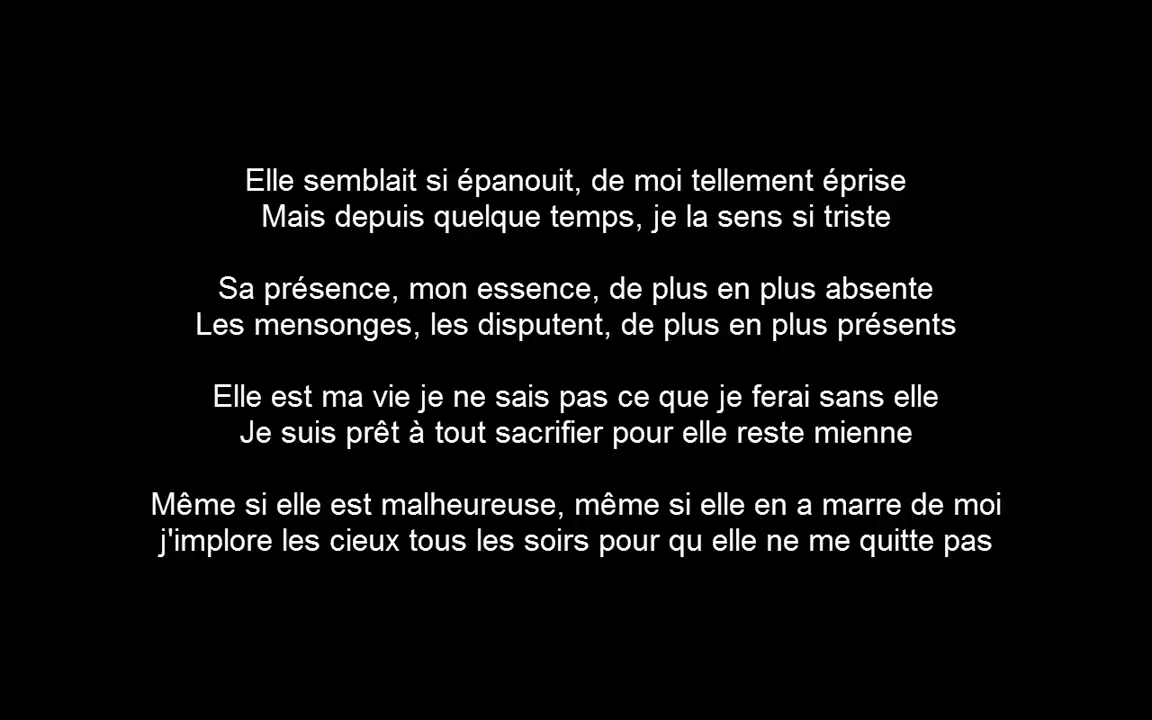 Elle semblait si épanouit, de moi tellement éprise
Mais depuis quelque temps, je la sens si triste
Sa présence, mon essence, de plus en plus absente
Les mensonges, les disputent, de plus en plus présents
Elle est ma vie je ne sais pas ce que je ferai sans elle
Je suis prêt à tout sacrifier pour elle reste mienne
Même si elle est malheureuse, même si elle en a marre de moi
j'implore les cieux tous les soirs pour qu elle ne me quitte pas